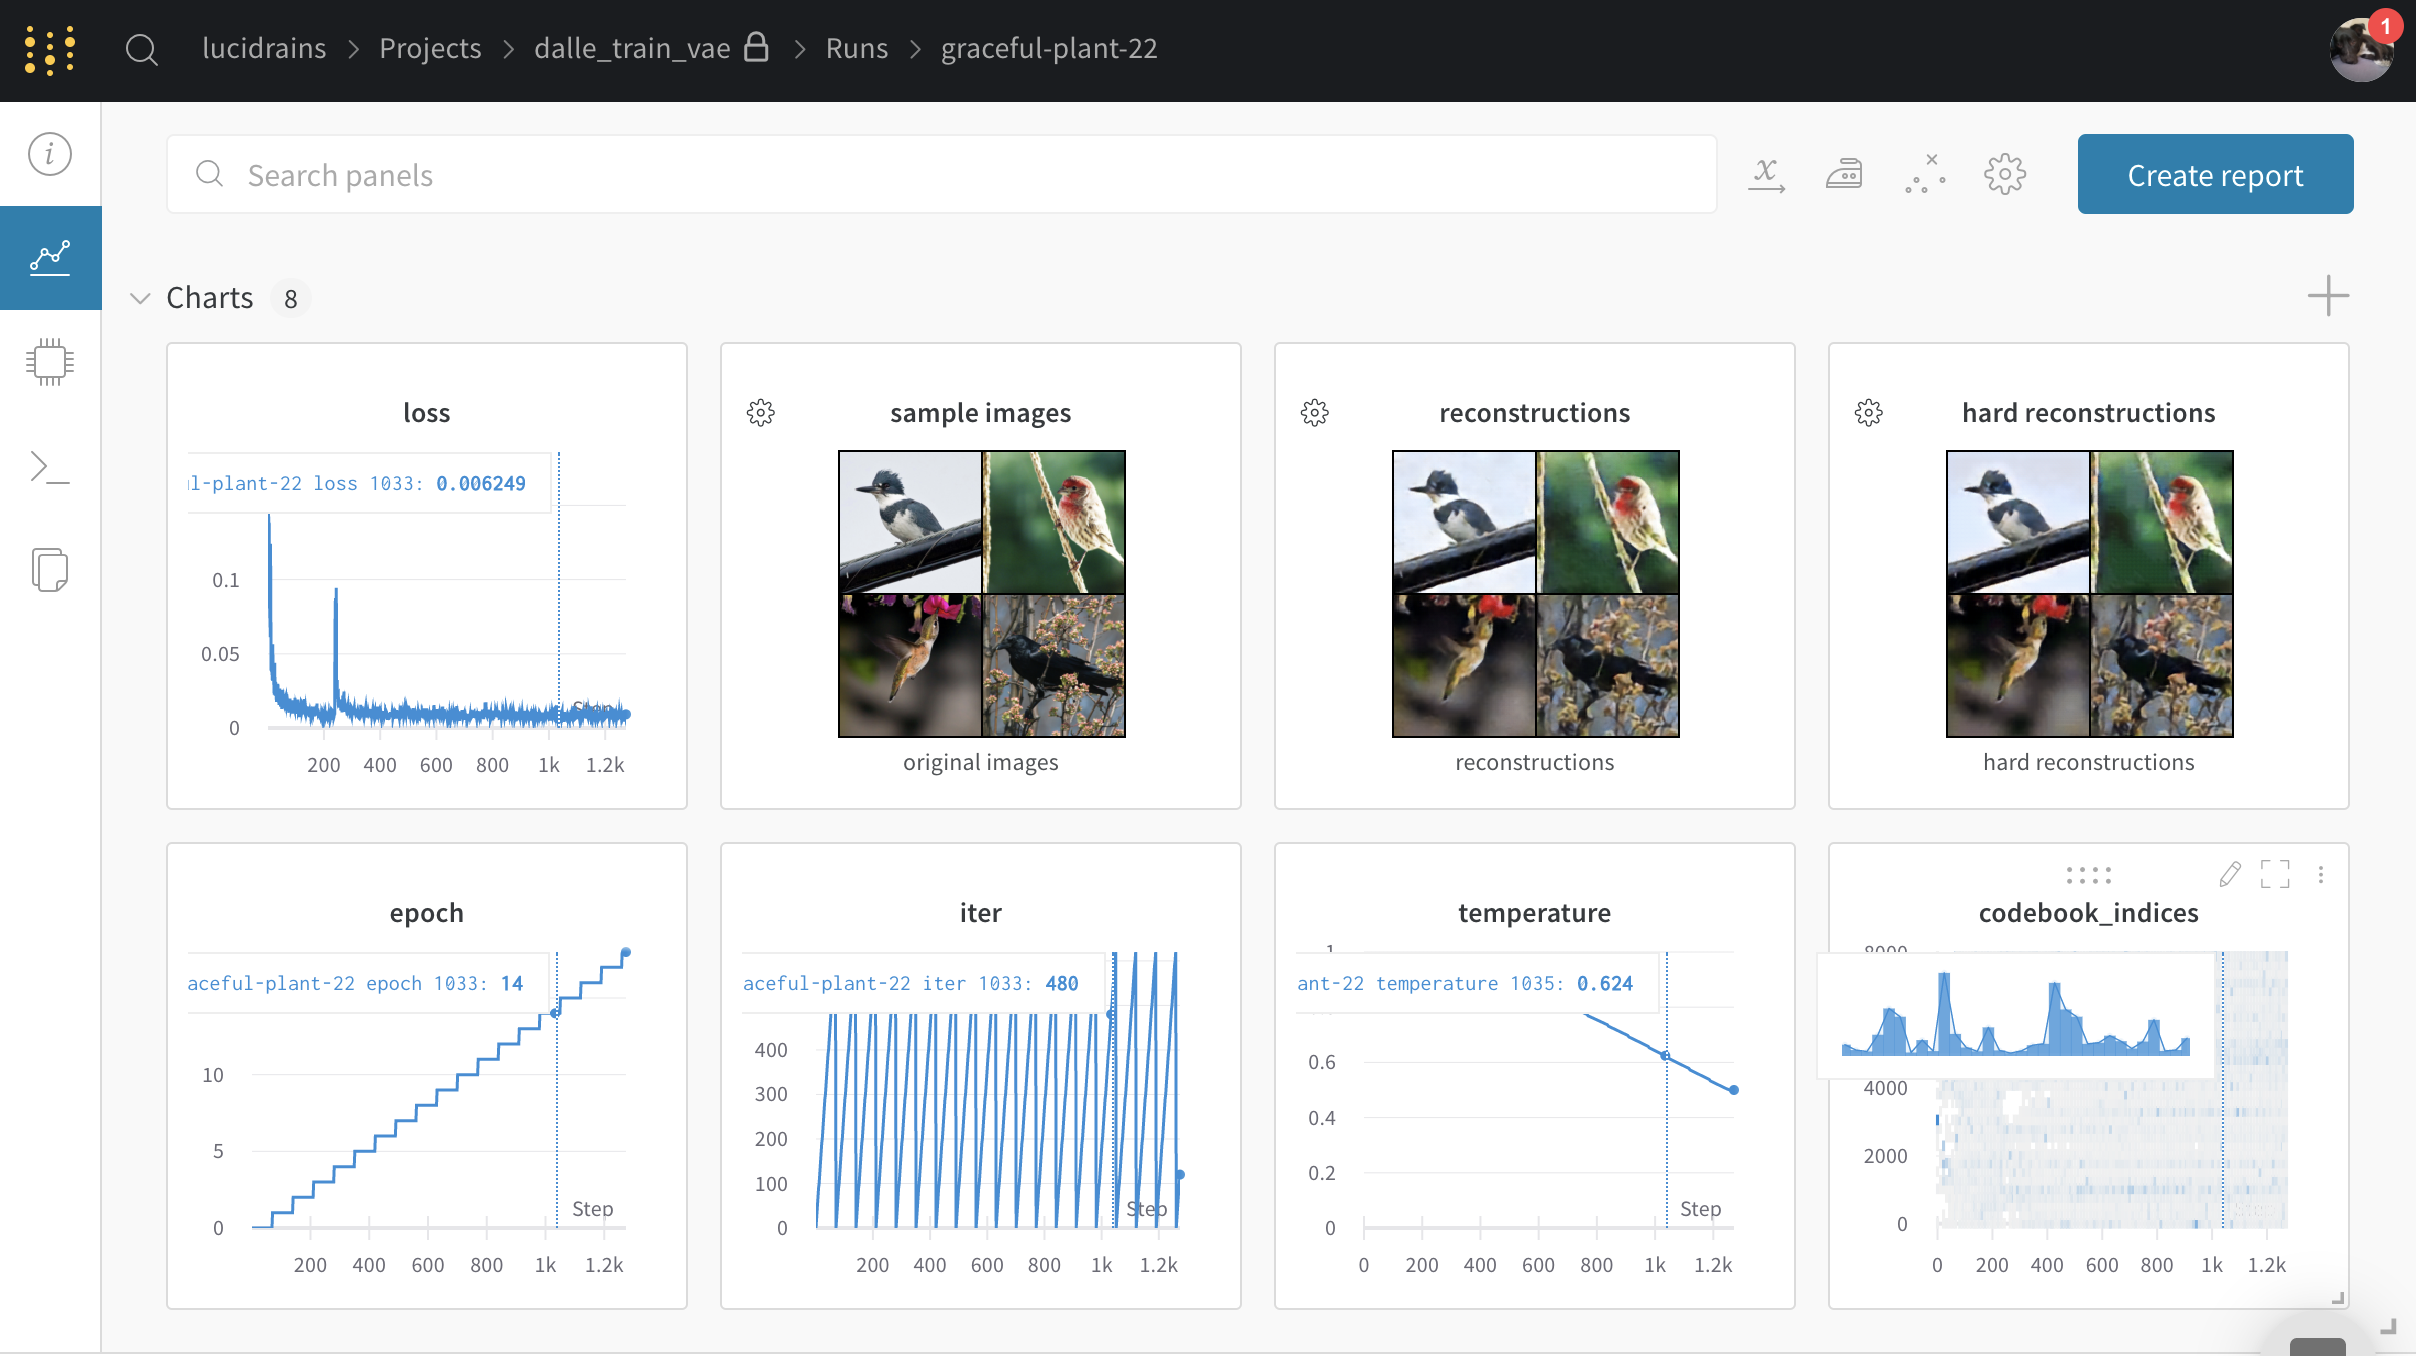 lucidrains > Projects > dalle_train_vae > Runs > graceful-plant-22
1
Search panels
Create report
Charts 8
loss
l-plant-22 loss 1033: 0.006249
0.1
0.05
0
Step
200 400 600 800 1k 1.2k
sample images
original images
reconstructions
reconstructions
hard reconstructions
hard reconstructions
epoch
aceful-plant-22 epoch 1033: 14
10
5
0
Step
200 400 600 800 1k 1.2k
iter
aceful-plant-22 iter 1033: 480
400
300
200
100
0
Step
200 400 600 800 1k 1.2k
temperature
1
ant-22 temperature 1035: 0.624
0.6
0.4
0.2
0
Step
0 200 400 600 800 1k 1.2k
codebook_indices
8000
4000
2000
0
0 200 400 600 800 1k 1.2k